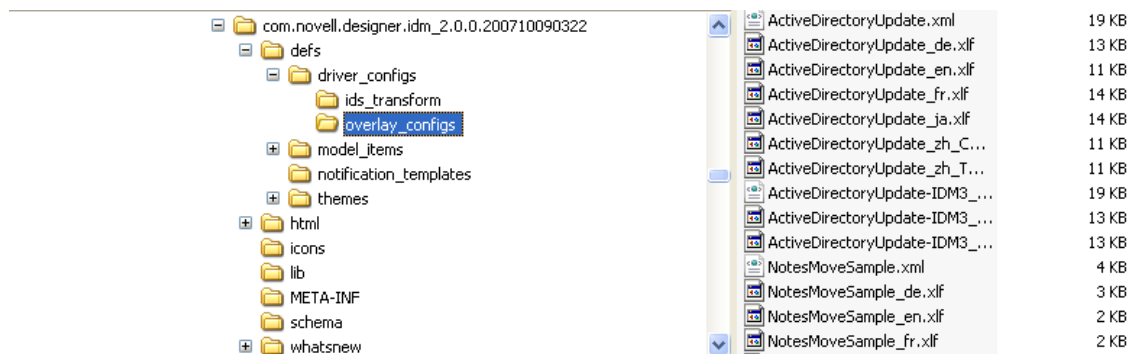 com.novell.designer.idm_2.0.0.200710090322
defs
driver_configs
ids_transform
overlay_configs
model_items
notification_templates
themes
html
icons
lib
META-INF
schema
whatsnew
ActiveDirectoryUpdate.xml 19 KB
ActiveDirectoryUpdate_de.xlf 13 KB
ActiveDirectoryUpdate_en.xlf 11 KB
ActiveDirectoryUpdate_fr.xlf 14 KB
ActiveDirectoryUpdate_ja.xlf 14 KB
ActiveDirectoryUpdate_zh_C... 11 KB
ActiveDirectoryUpdate_zh_T... 11 KB
ActiveDirectoryUpdate-IDM3_... 19 KB
ActiveDirectoryUpdate-IDM3_... 13 KB
ActiveDirectoryUpdate-IDM3_... 13 KB
NotesMoveSample.xml 4 KB
NotesMoveSample_de.xlf 3 KB
NotesMoveSample_en.xlf 2 KB
NotesMoveSample_fr.xlf 2 KB